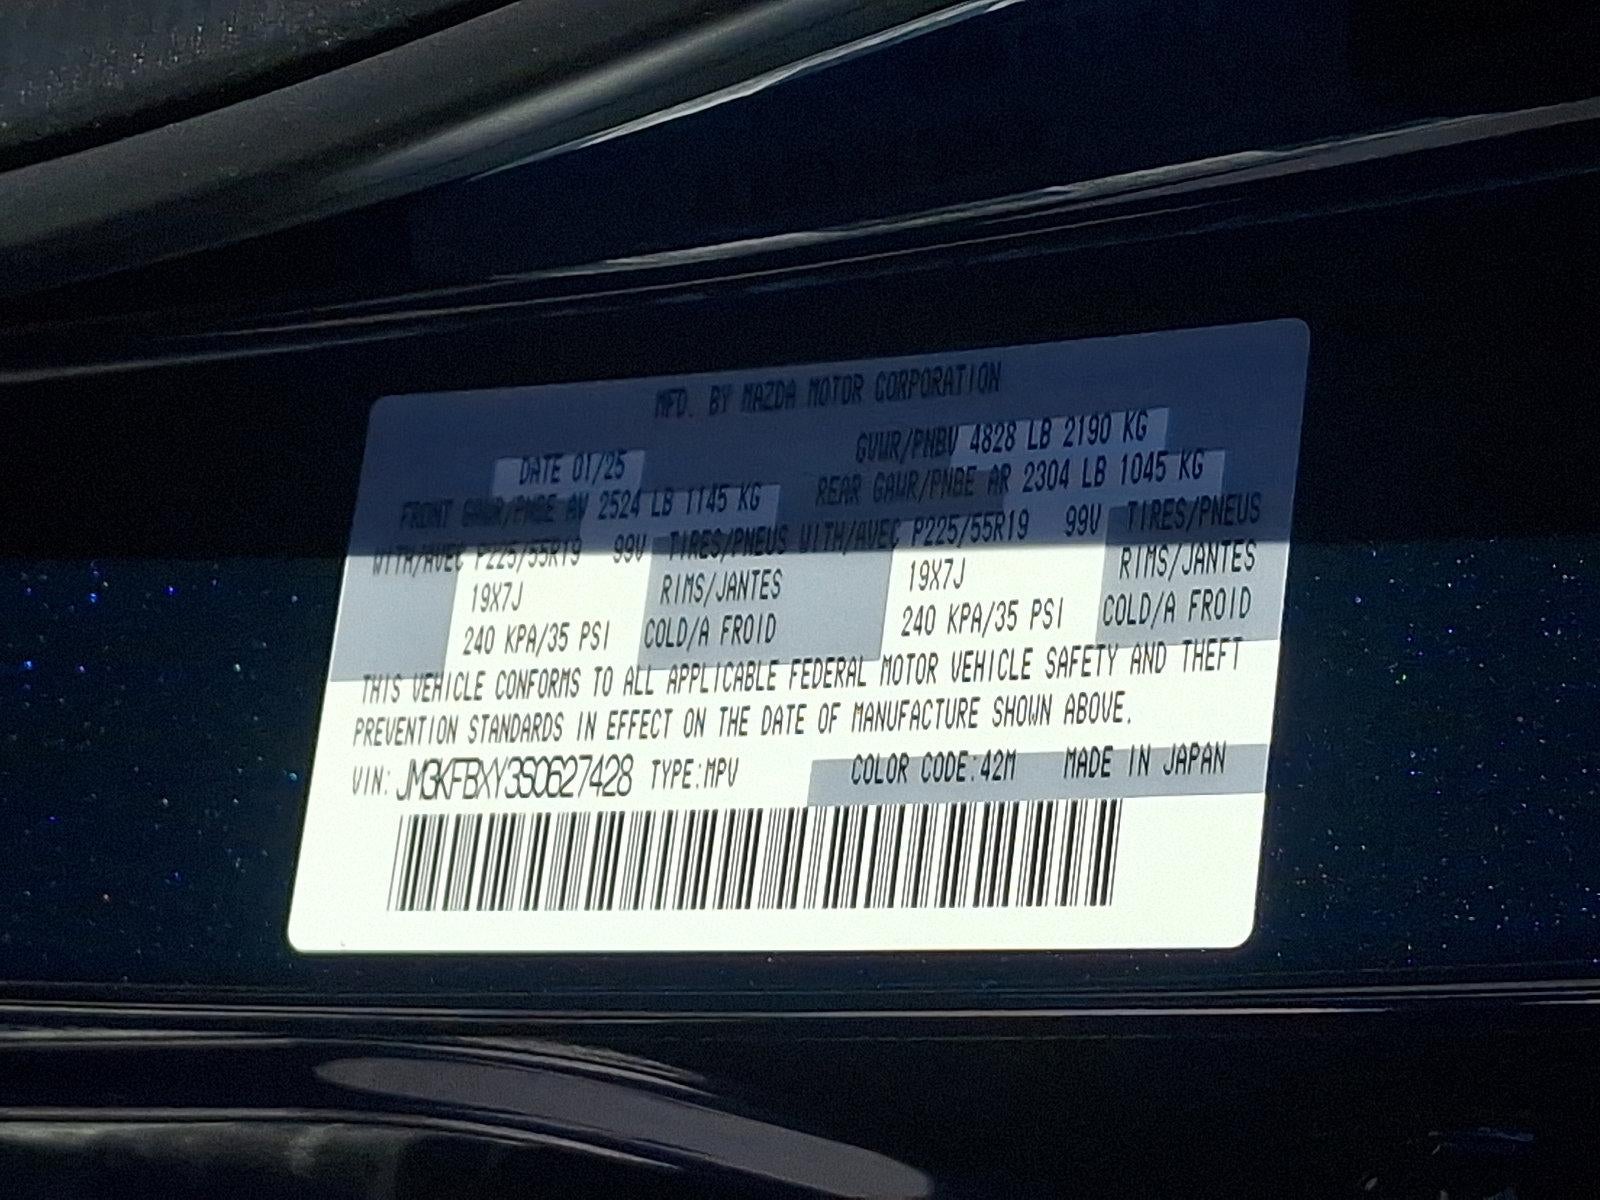 MFD. BY MAZDA MOTOR CORPORATION
GVWR/PNBV 4828 LB 2190 KG
DATE 01/25
FRONT GAWR/PNBE AV 2524 LB 1145 KG REAR GAWR/PNBE AR 2304 LB 1045 KG
WITH/AVEC P225/55R19 99V TIRES/PNEUS WITH/AVEC P225/55R19 99V TIRES/PNEUS
19X7J RIMS/JANTES 19X7J RIMS/JANTES
240 KPA/35 PSI COLD/A FROID 240 KPA/35 PSI COLD/A FROID
THIS VEHICLE CONFORMS TO ALL APPLICABLE FEDERAL MOTOR VEHICLE SAFETY AND THEFT
PREVENTION STANDARDS IN EFFECT ON THE DATE OF MANUFACTURE SHOWN ABOVE.
VIN: JM3KFBXY3S0627428 TYPE:MPV COLOR CODE:42M MADE IN JAPAN